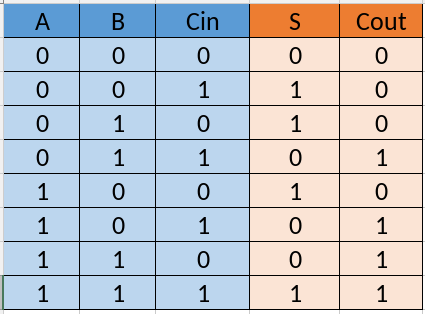 A B Cin S Cout
0 0 0 0 0
0 0 1 1 0
0 1 0 1 0
0 1 1 0 1
1 0 0 1 0
1 0 1 0 1
1 1 0 0 1
1 1 1 1 1